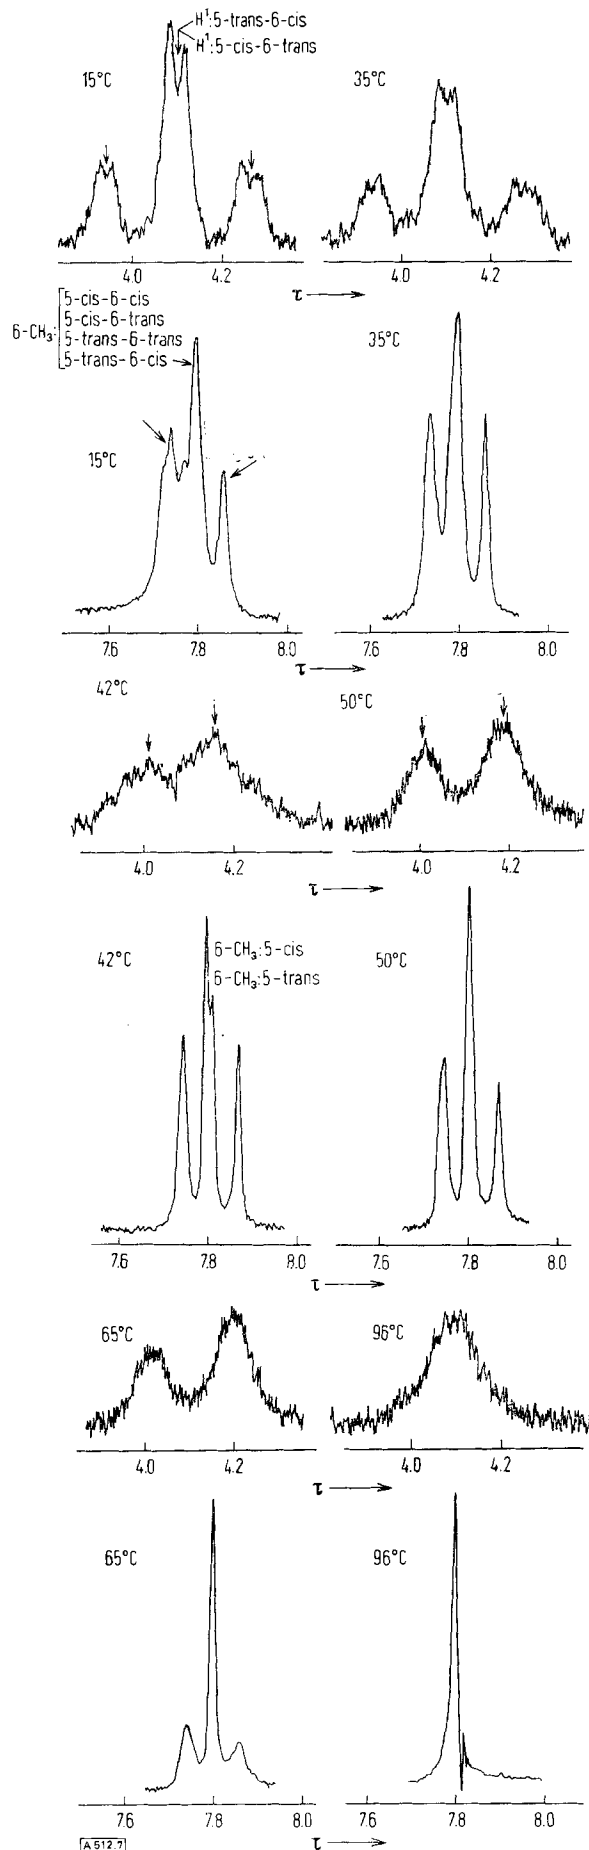 H¹:5-trans-6-cis
H¹:5-cis-6-trans
15°C
35°C
4.0 4.2
4.0 4.2
τ
6-CH₃:
5-cis-6-cis
5-cis-6-trans
5-trans-6-trans
5-trans-6-cis
35°C
15°C
7.6 7.8 8.0
7.6 7.8 8.0
τ
42°C
50°C
4.0 4.2
4.0 4.2
τ
42°C
6-CH₃:5-cis
6-CH₃:5-trans
50°C
7.6 7.8 8.0
7.6 7.8 8.0
τ
65°C
96°C
4.0 4.2
4.0 4.2
τ
65°C
96°C
7.6 7.8 8.0
7.6 7.8 8.0
τ
A 512.7